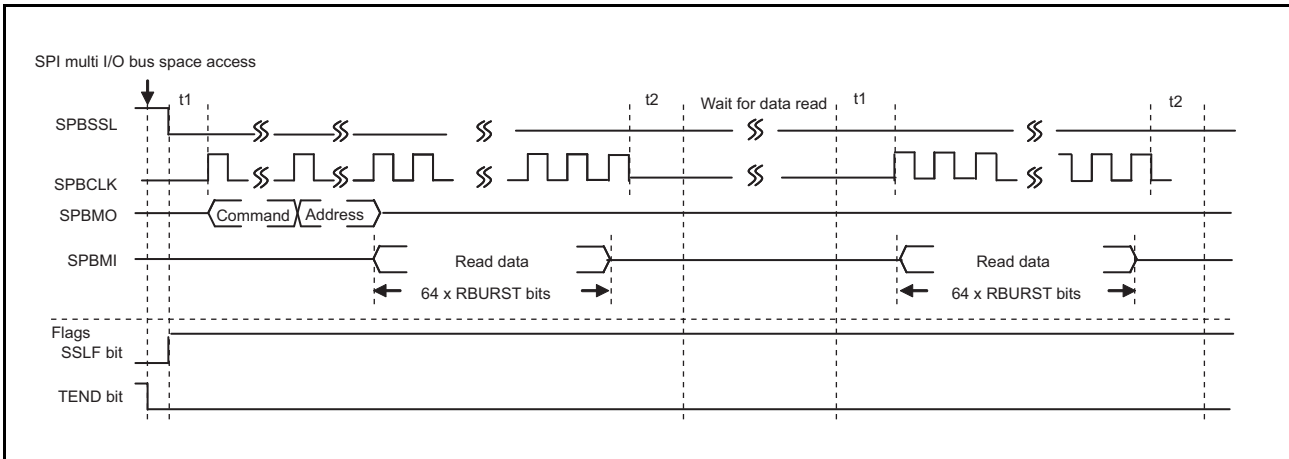 SPI multi I/O bus space access
t1
t2
Wait for data read
t1
t2
SPBSSL
SPBCLK
SPBMO
Command
Address
SPBMI
Read data
Read data
64 x RBURST bits
64 x RBURST bits
Flags
SSLF bit
TEND bit